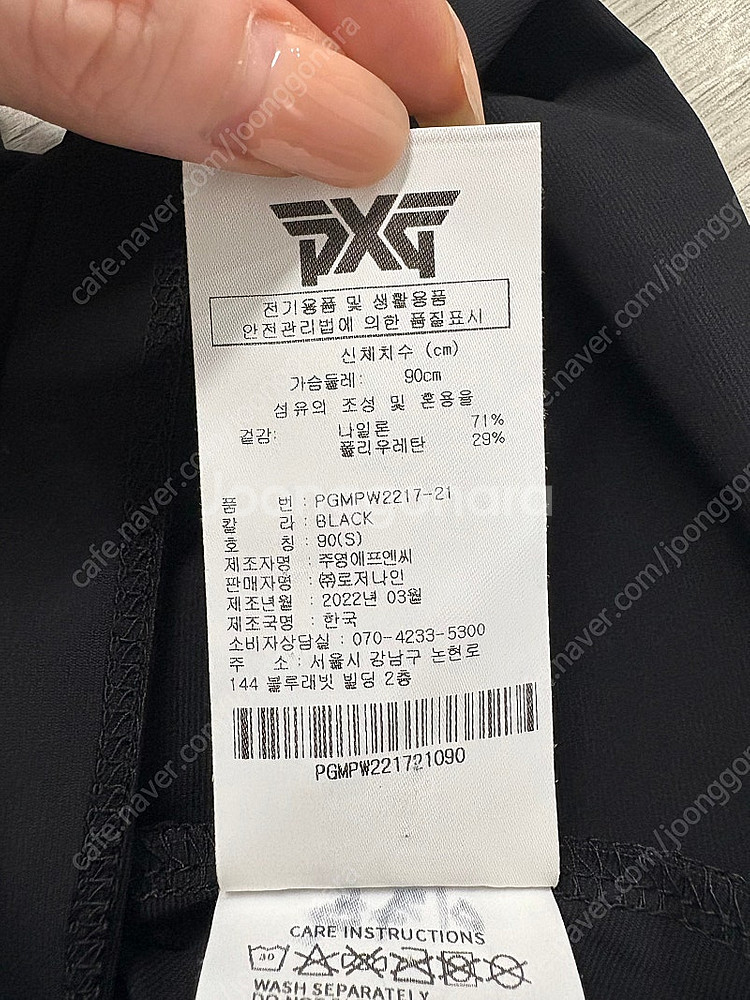 PXG
전기용품 및 생활용품
안전관리법에 의한 품질표시
신체치수 (cm)
가슴둘레: 90cm
섬유의 조성 및 혼용율
겉감: 나일론 71%
폴리우레탄 29%
품 번 : PGMPW2217-21
칼 라 : BLACK
호 칭 : 90(S)
제조자명 : 주영에프엔씨
판매자명 : ㈜로저나인
제조년월 : 2022년 03월
제조국명 : 한국
소비자상담실 : 070-4233-5300
주 소 : 서울시 강남구 논현로
144 블루래빗 빌딩 2층
PGMPW221721090
CARE INSTRUCTIONS
30
WASH SEPARATELY
cafe.naver.com/joonggonara
joonggonara